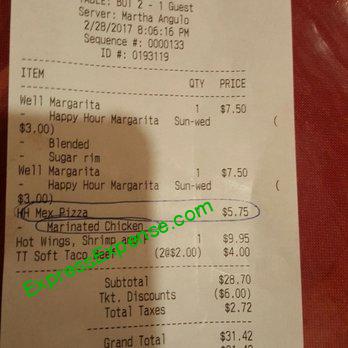 TABLE: BOT 2 - 1 Guest
Server: Martha Angulo
2/28/2017 8:06:16 PM
Sequence #: 0000133
ID #: 0193119
ITEM QTY PRICE
Well Margarita 1 $7.50
- Happy Hour Margarita Sun-wed (
$3.00)
- Blended
- Sugar rim
Well Margarita 1 $7.50
- Happy Hour Margarita Sun-wed (
$3.00)
HH Mex Pizza $5.75
- Marinated Chicken
Hot Wings, Shrimp and 1 $9.95
TT Soft Taco Beef (2@$2.00) $4.00
ExpressExpense.com
Subtotal $28.70
Tkt. Discounts ($6.00)
Total Taxes $2.72
Grand Total $31.42